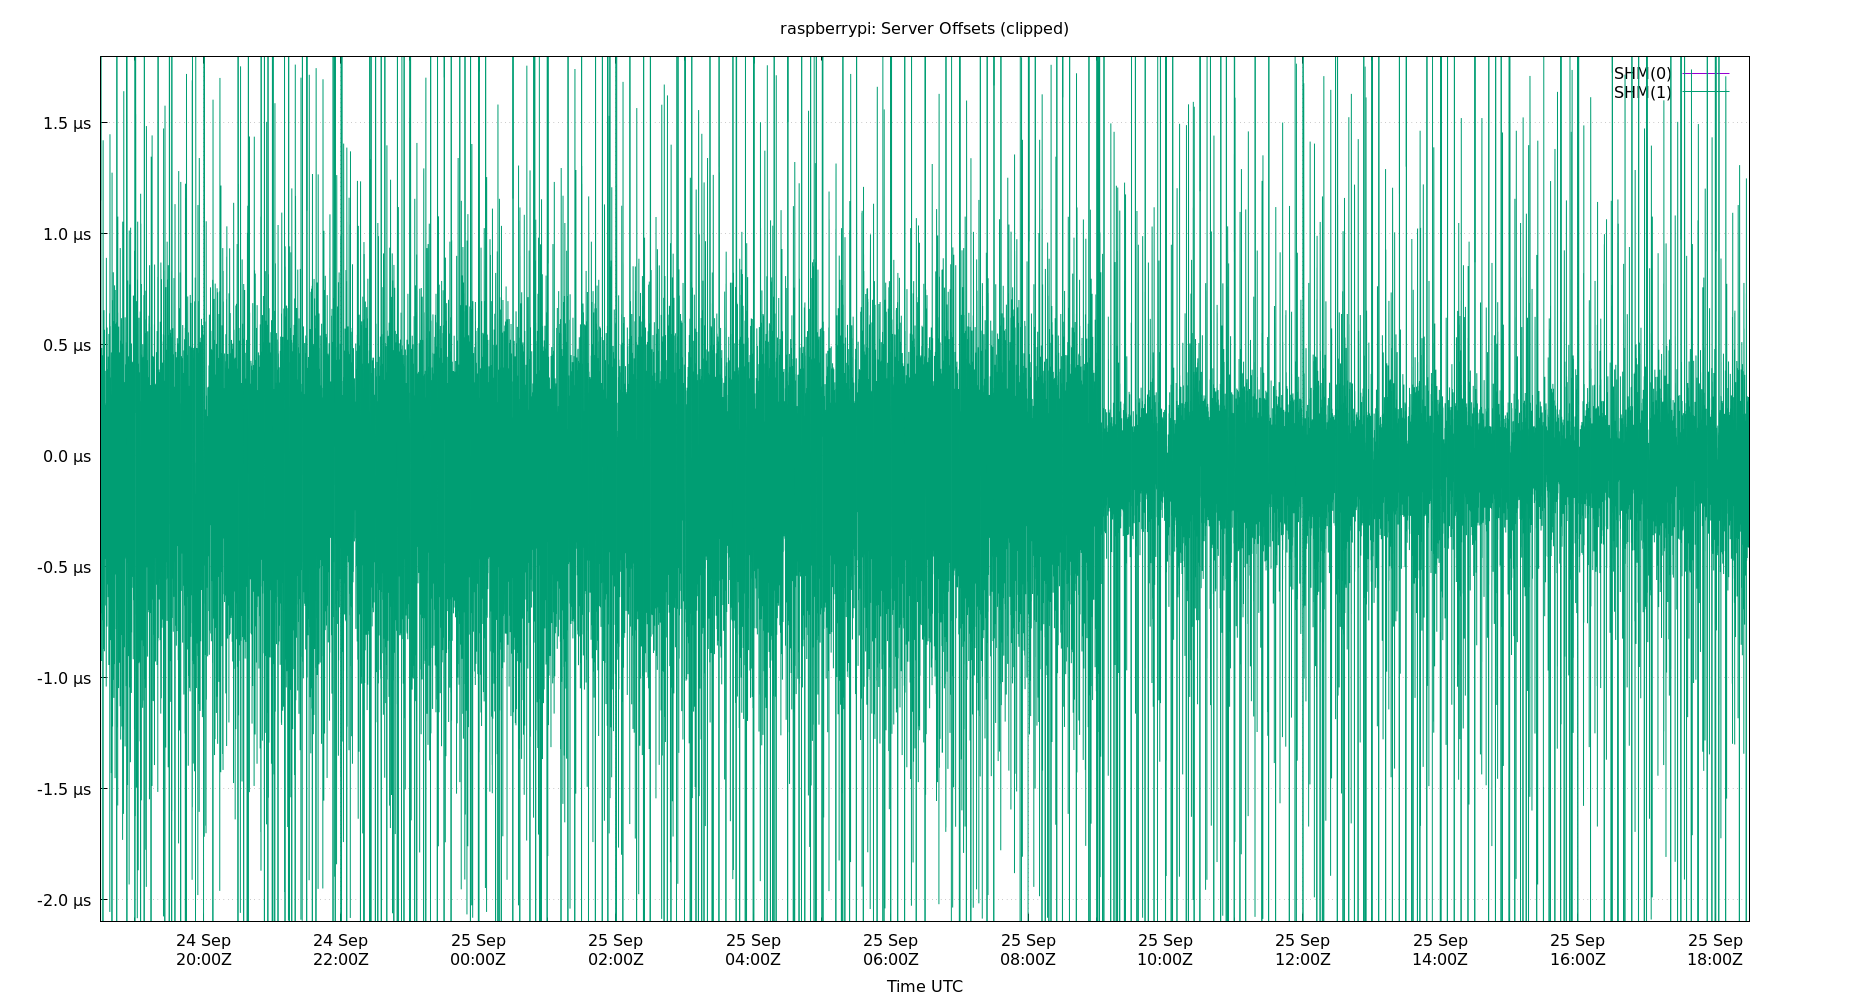 raspberrypi: Server Offsets (clipped)
SHM(0)
SHM(1)
1.5 µs
1.0 µs
0.5 µs
0.0 µs
-0.5 µs
-1.0 µs
-1.5 µs
-2.0 µs
24 Sep 24 Sep 25 Sep 25 Sep 25 Sep 25 Sep 25 Sep 25 Sep 25 Sep 25 Sep 25 Sep 25 Sep
20:00Z 22:00Z 00:00Z 02:00Z 04:00Z 06:00Z 08:00Z 10:00Z 12:00Z 14:00Z 16:00Z 18:00Z
Time UTC